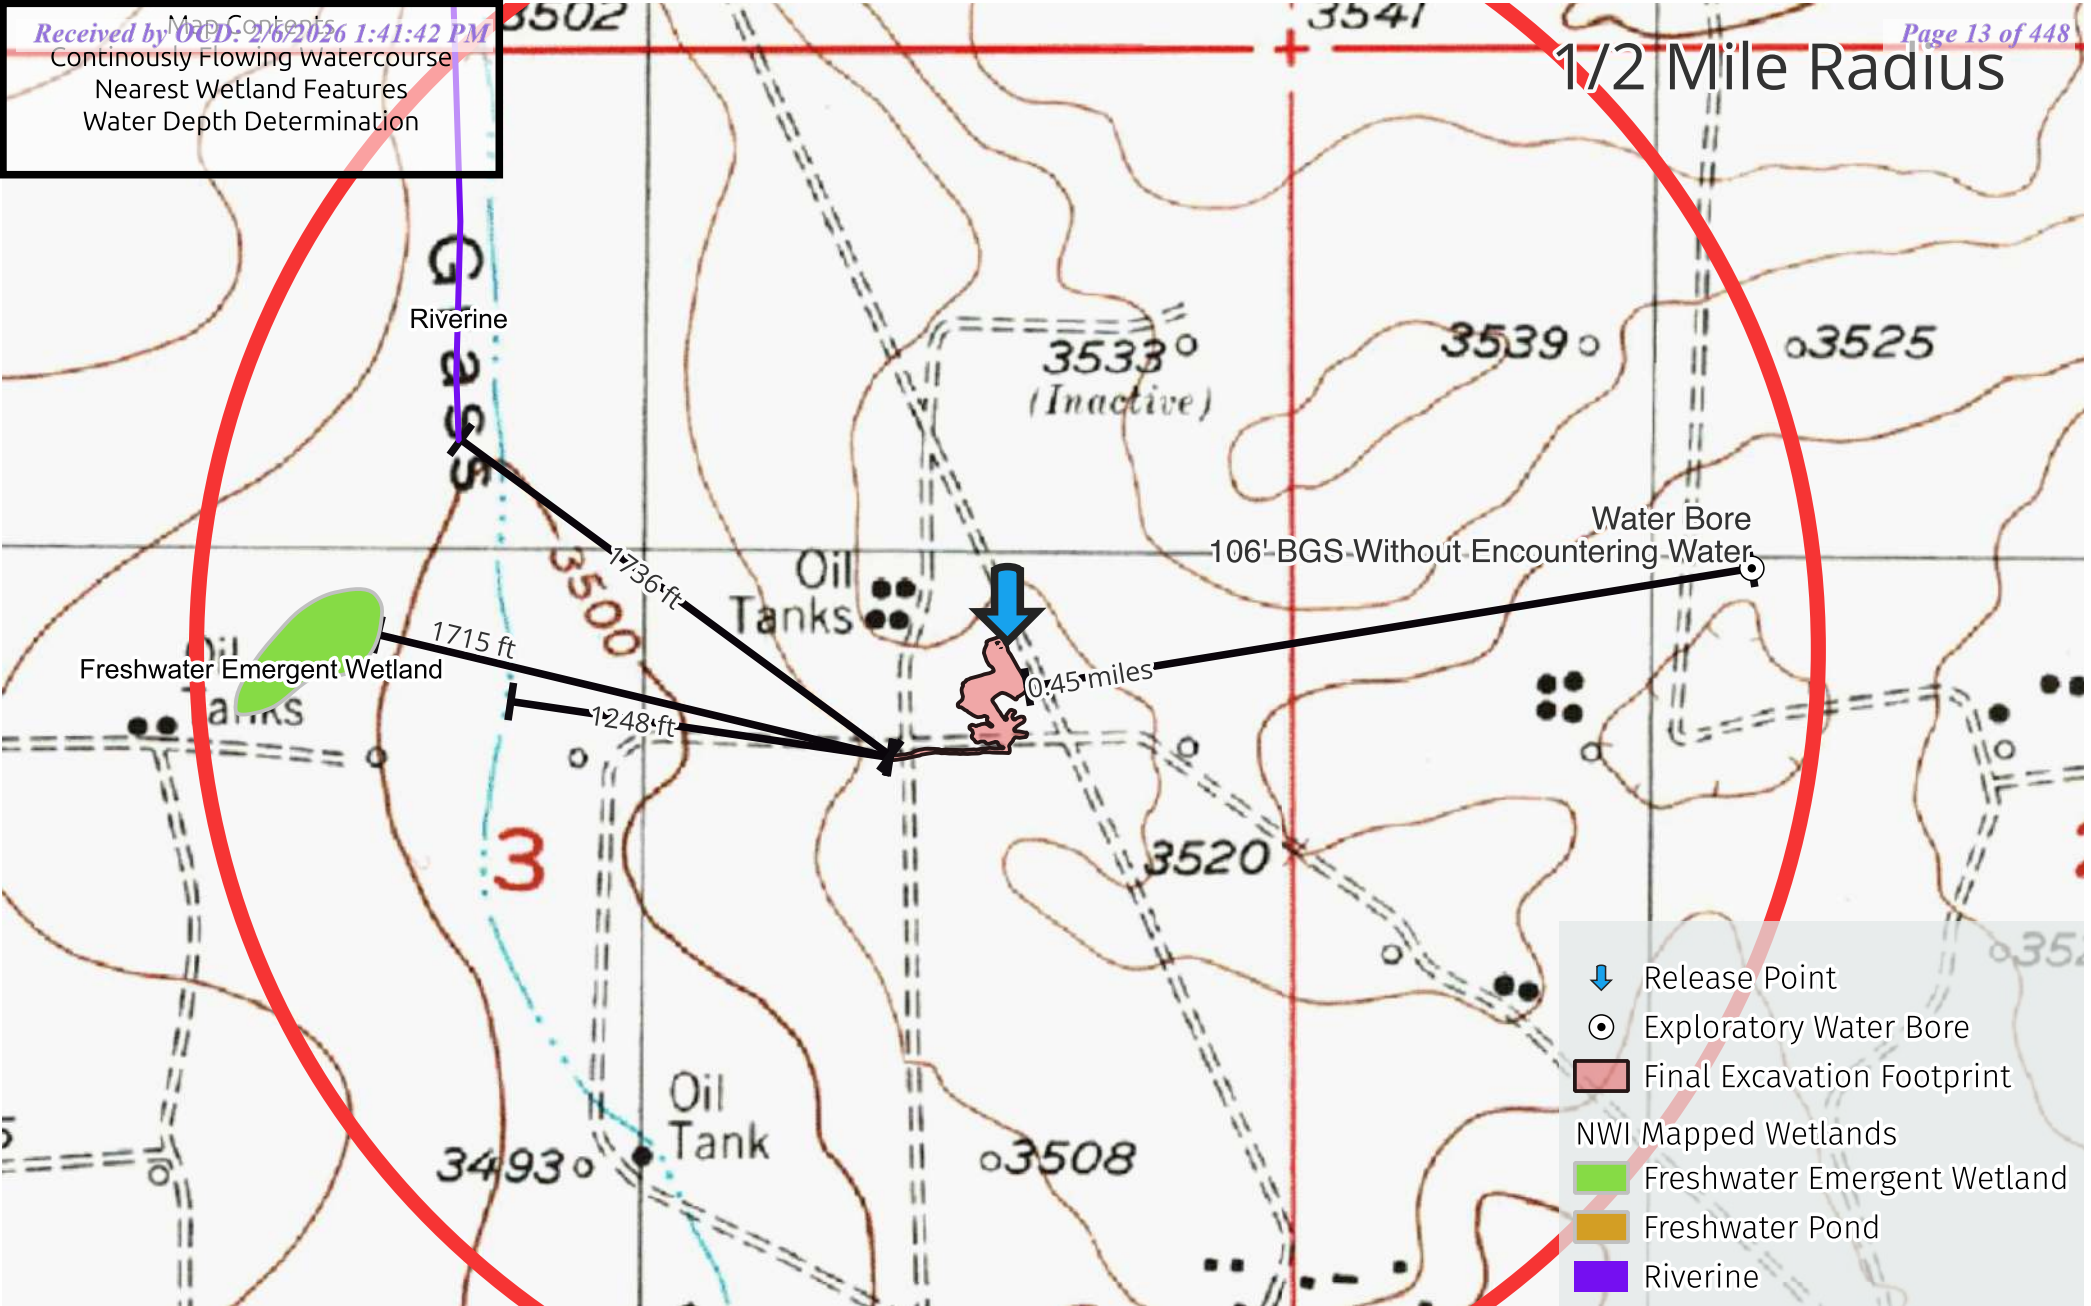 Map Contents
Received by OCD: 2/6/2026 1:41:42 PM
Continously Flowing Watercourse
Nearest Wetland Features
Water Depth Determination
3502
3541
Page 13 of 448
1/2 Mile Radius
Riverine
3533
(Inactive)
3539
3525
Water Bore
106' BGS Without Encountering Water
Oil
Tanks
1736 ft
3500
1715 ft
1248 ft
0.45 miles
Oil
Freshwater Emergent Wetland
Tanks
3
3520
Oil
Tank
3493
3508
Release Point
Exploratory Water Bore
Final Excavation Footprint
NWI Mapped Wetlands
Freshwater Emergent Wetland
Freshwater Pond
Riverine